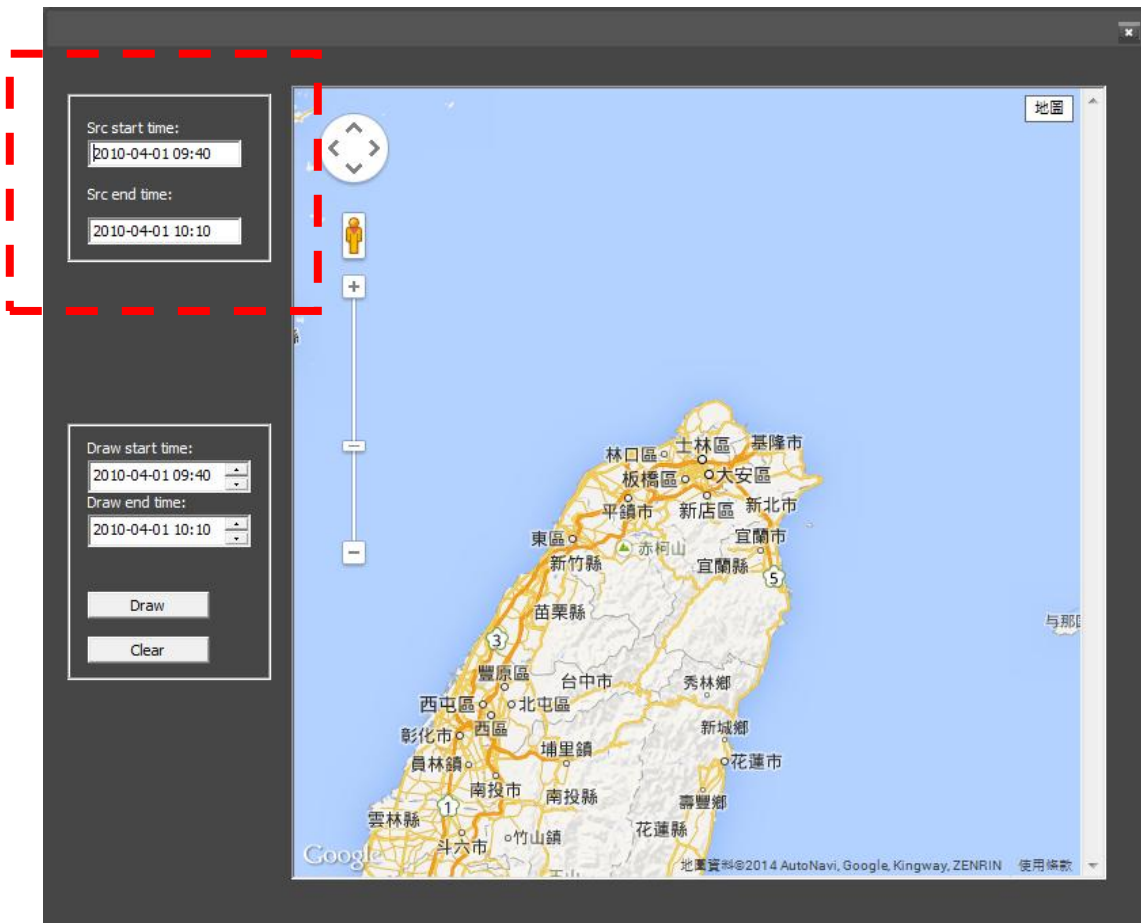 Src start time:
2010-04-01 09:40
Src end time:
2010-04-01 10:10
Draw start time:
2010-04-01 09:40
Draw end time:
2010-04-01 10:10
Draw
Clear
地圖
士林區
基隆市
林口區
板橋區
大安區
平鎮市
新店區
新北市
東區
赤柯山
宜蘭市
新竹縣
宜蘭縣
5
苗栗縣
与那
3
豐原區
台中市
秀林鄉
西屯區
北屯區
彰化市
西區
新城鄉
埔里鎮
員林鎮
花蓮市
南投市
南投縣
壽豐鄉
1
雲林縣
花蓮縣
斗六市
竹山鎮
Google
地圖資料©2014 AutoNavi, Google, Kingway, ZENRIN
使用條款